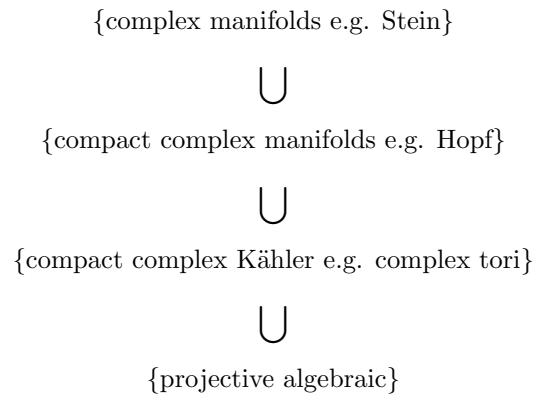 {complex manifolds e.g. Stein}
∪
{compact complex manifolds e.g. Hopf}
∪
{compact complex Kähler e.g. complex tori}
∪
{projective algebraic}